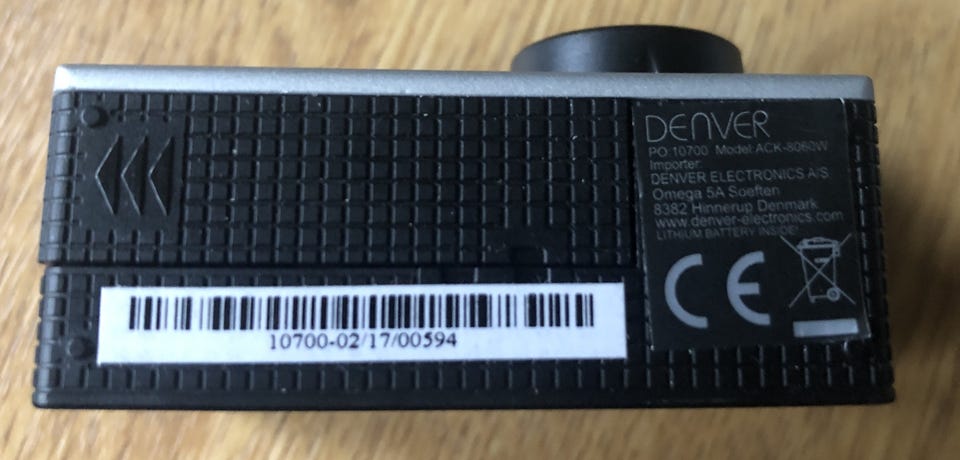 DENVER
PO:10700 Model:ACK-8060W
Importer:
DENVER ELECTRONICS A/S
Omega 5A Soeften
8382 Hinnerup Denmark
www.denver-electronics.com
LITHIUM BATTERY INSIDE!
CE
10700-02/17/00594